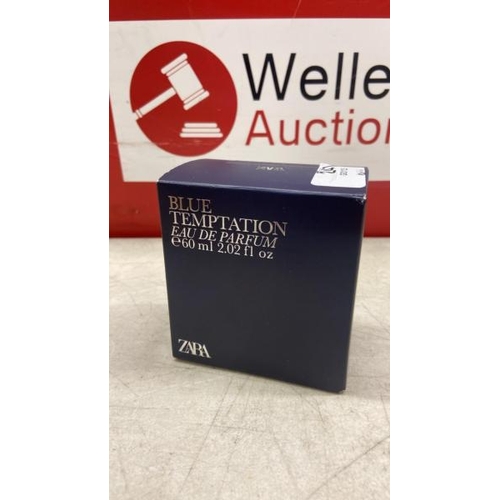 Welle
Auction
BLUE
TEMPTATION
EAU DE PARFUM
℮60 ml 2.02 fl oz
ZARA